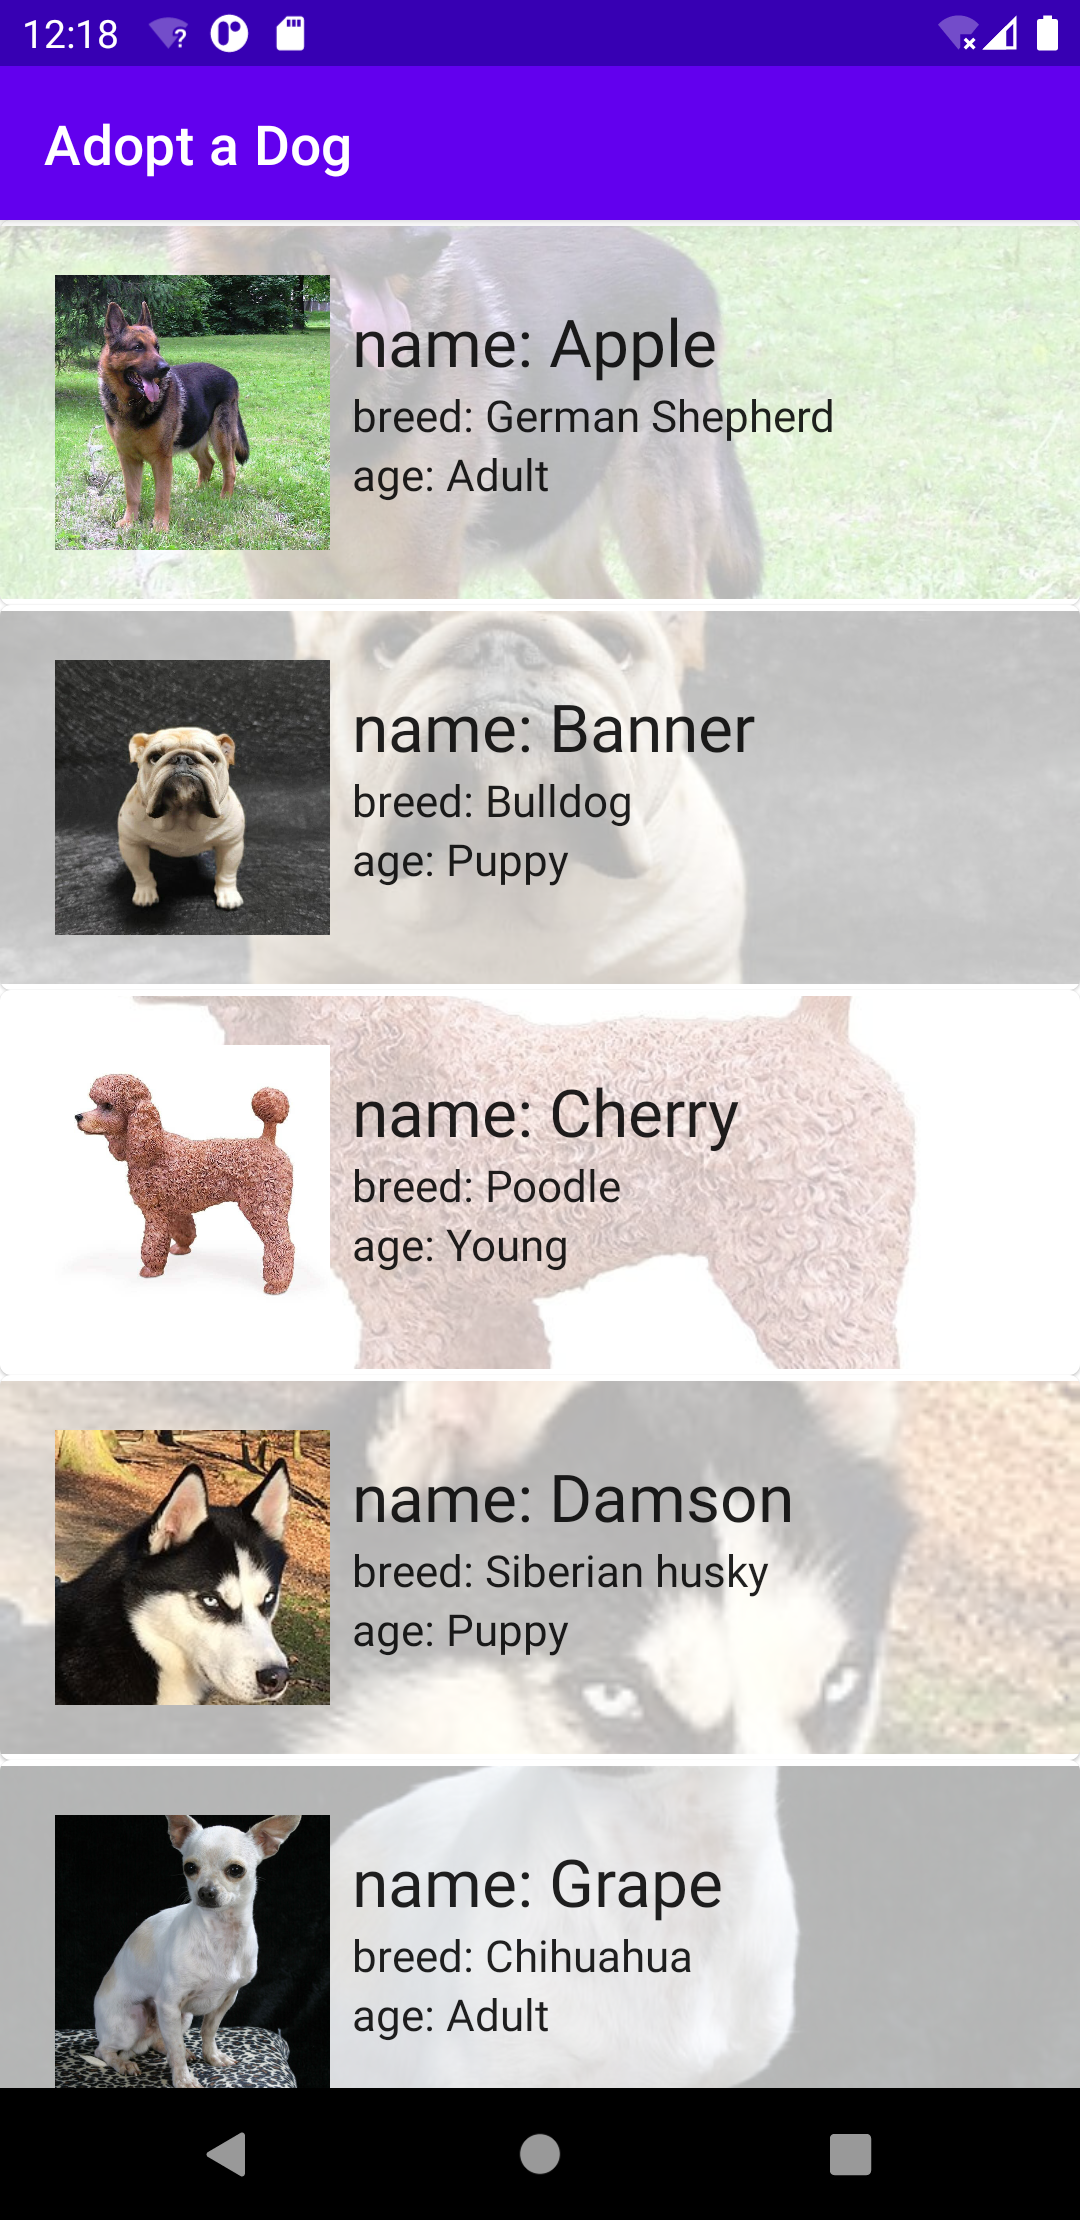 12:18
Adopt a Dog
name: Apple
breed: German Shepherd
age: Adult
name: Banner
breed: Bulldog
age: Puppy
name: Cherry
breed: Poodle
age: Young
name: Damson
breed: Siberian husky
age: Puppy
name: Grape
breed: Chihuahua
age: Adult